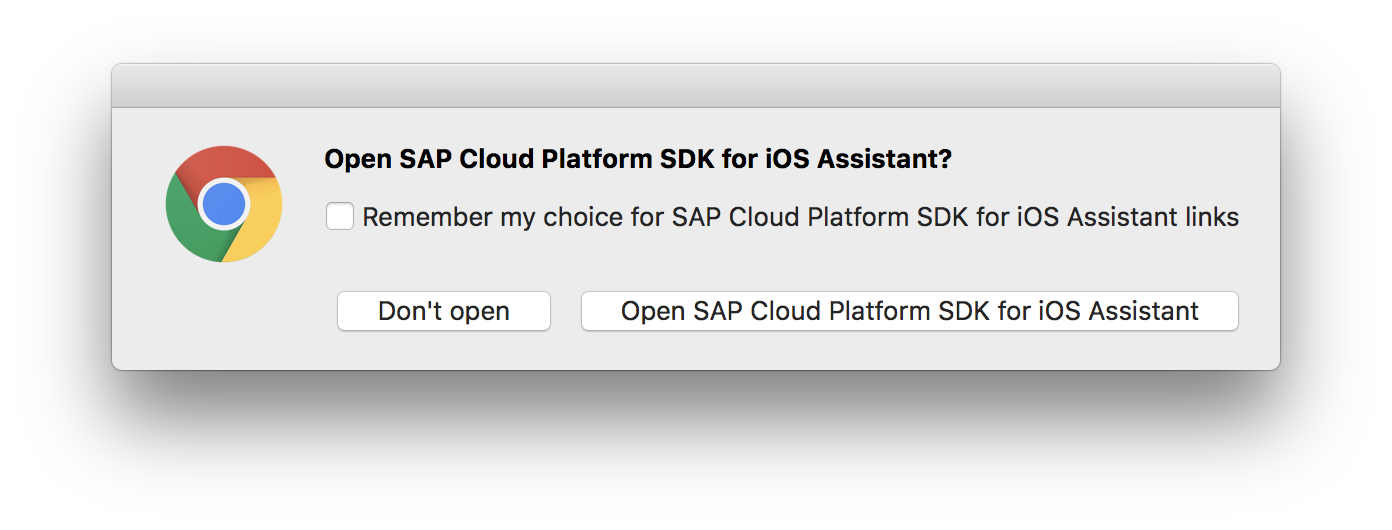 Open SAP Cloud Platform SDK for iOS Assistant?
Remember my choice for SAP Cloud Platform SDK for iOS Assistant links
Don't open
Open SAP Cloud Platform SDK for iOS Assistant